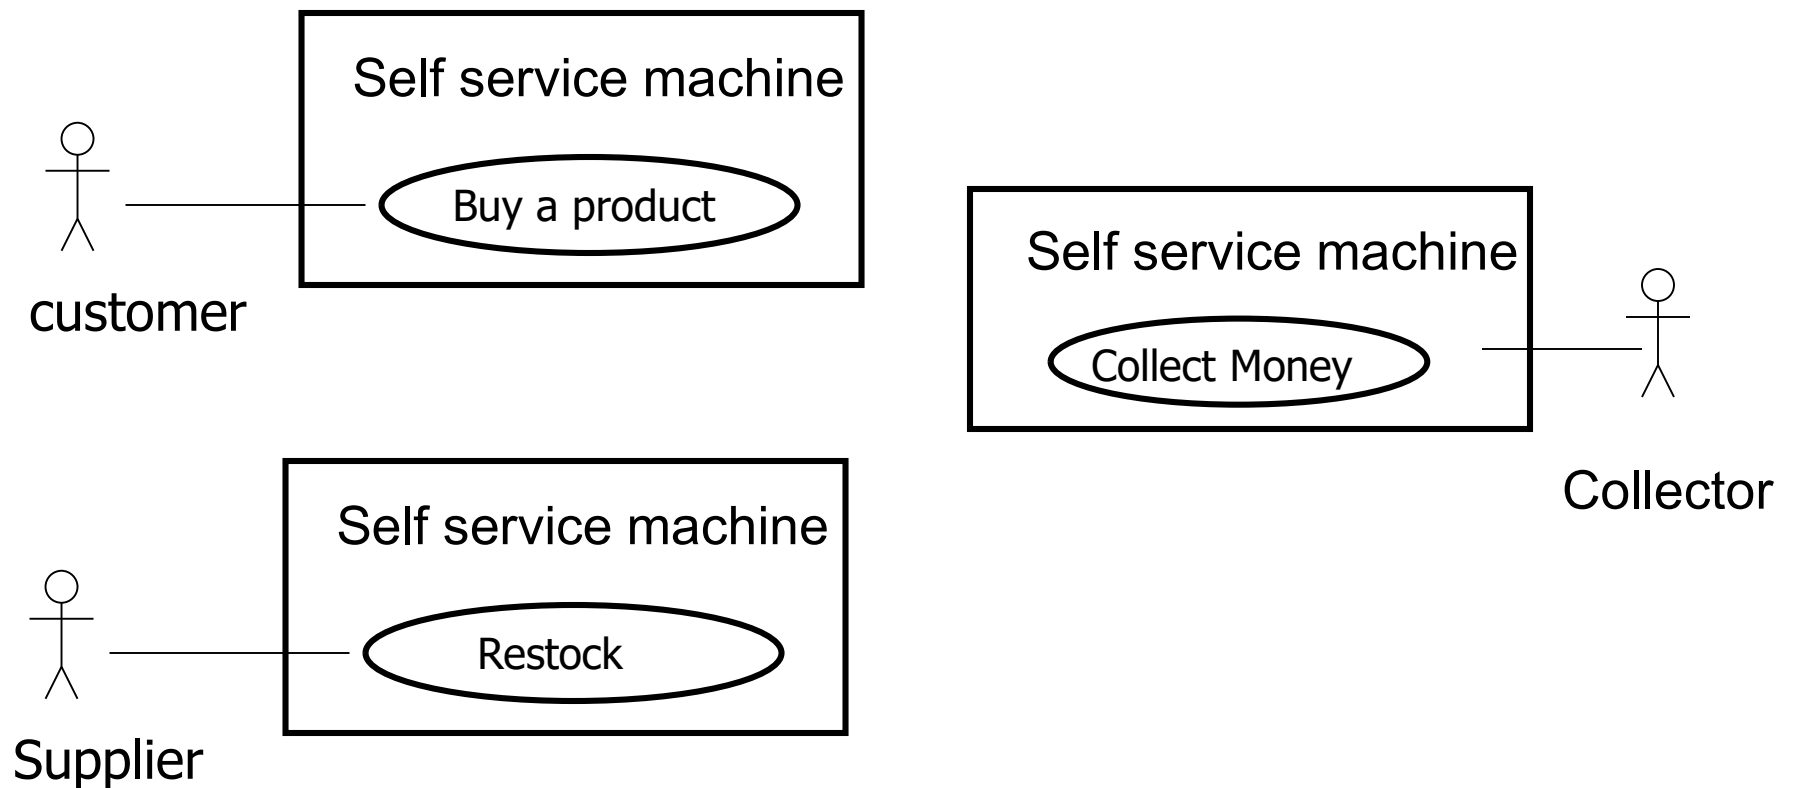 Self service machine
Buy a product
customer
Self service machine
Collect Money
Collector
Self service machine
Restock
Supplier